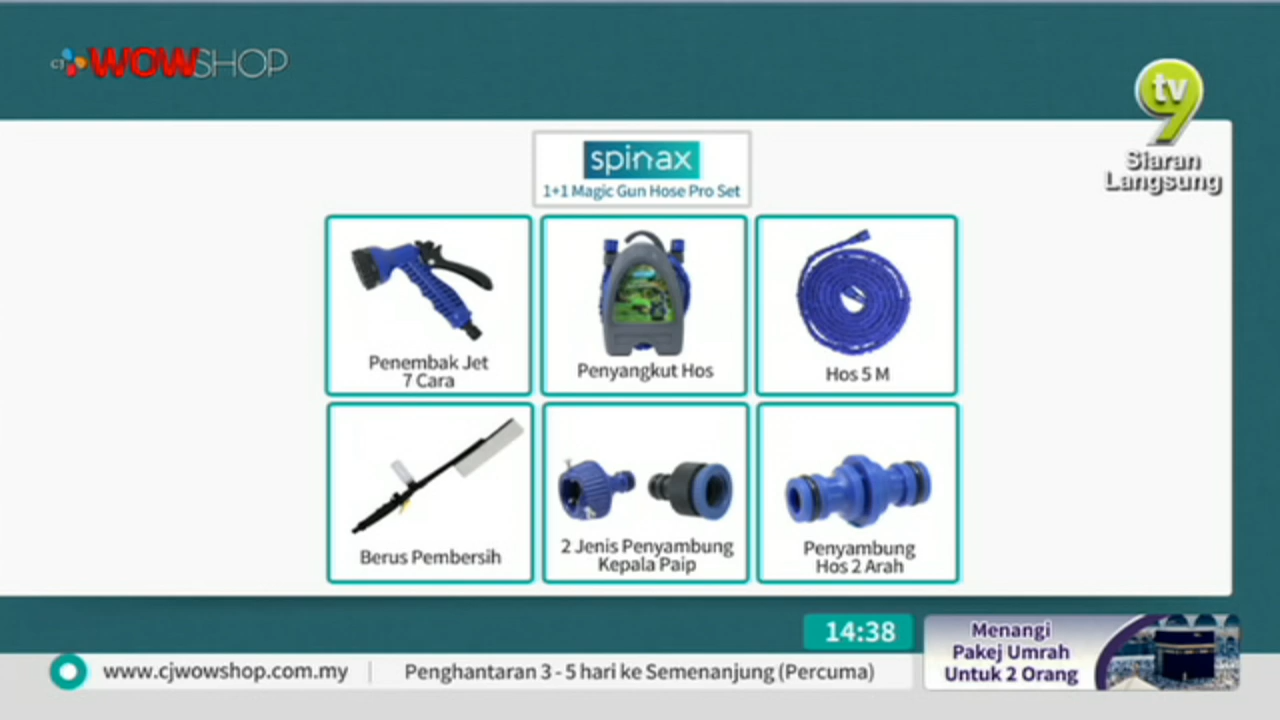 CJ WOWSHOP
tv9
Siaran
Langsung
spinax
1+1 Magic Gun Hose Pro Set
Penembak Jet
7 Cara
Penyangkut Hos
Hos 5 M
Berus Pembersih
2 Jenis Penyambung
Kepala Paip
Penyambung
Hos 2 Arah
14:38
Menangi
Pakej Umrah
Untuk 2 Orang
www.cjwowshop.com.my
Penghantaran 3 - 5 hari ke Semenanjung (Percuma)